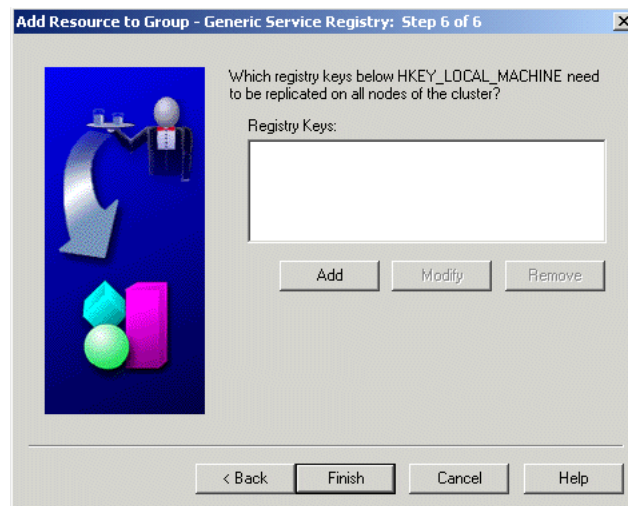 Add Resource to Group - Generic Service Registry: Step 6 of 6
Which registry keys below HKEY_LOCAL_MACHINE need
to be replicated on all nodes of the cluster?
Registry Keys:
Add Modify Remove
< Back Finish Cancel Help